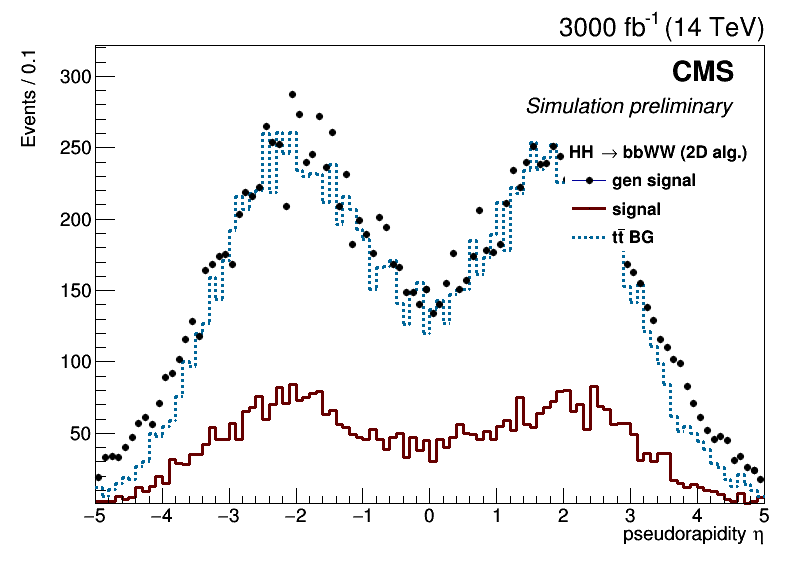 3000 fb-1 (14 TeV)
Events / 0.1
CMS
Simulation preliminary
HH → bbWW (2D alg.)
gen signal
signal
tt̄ BG
300
250
200
150
100
50
−5 −4 −3 −2 −1 0 1 2 3 4 5
pseudorapidity η